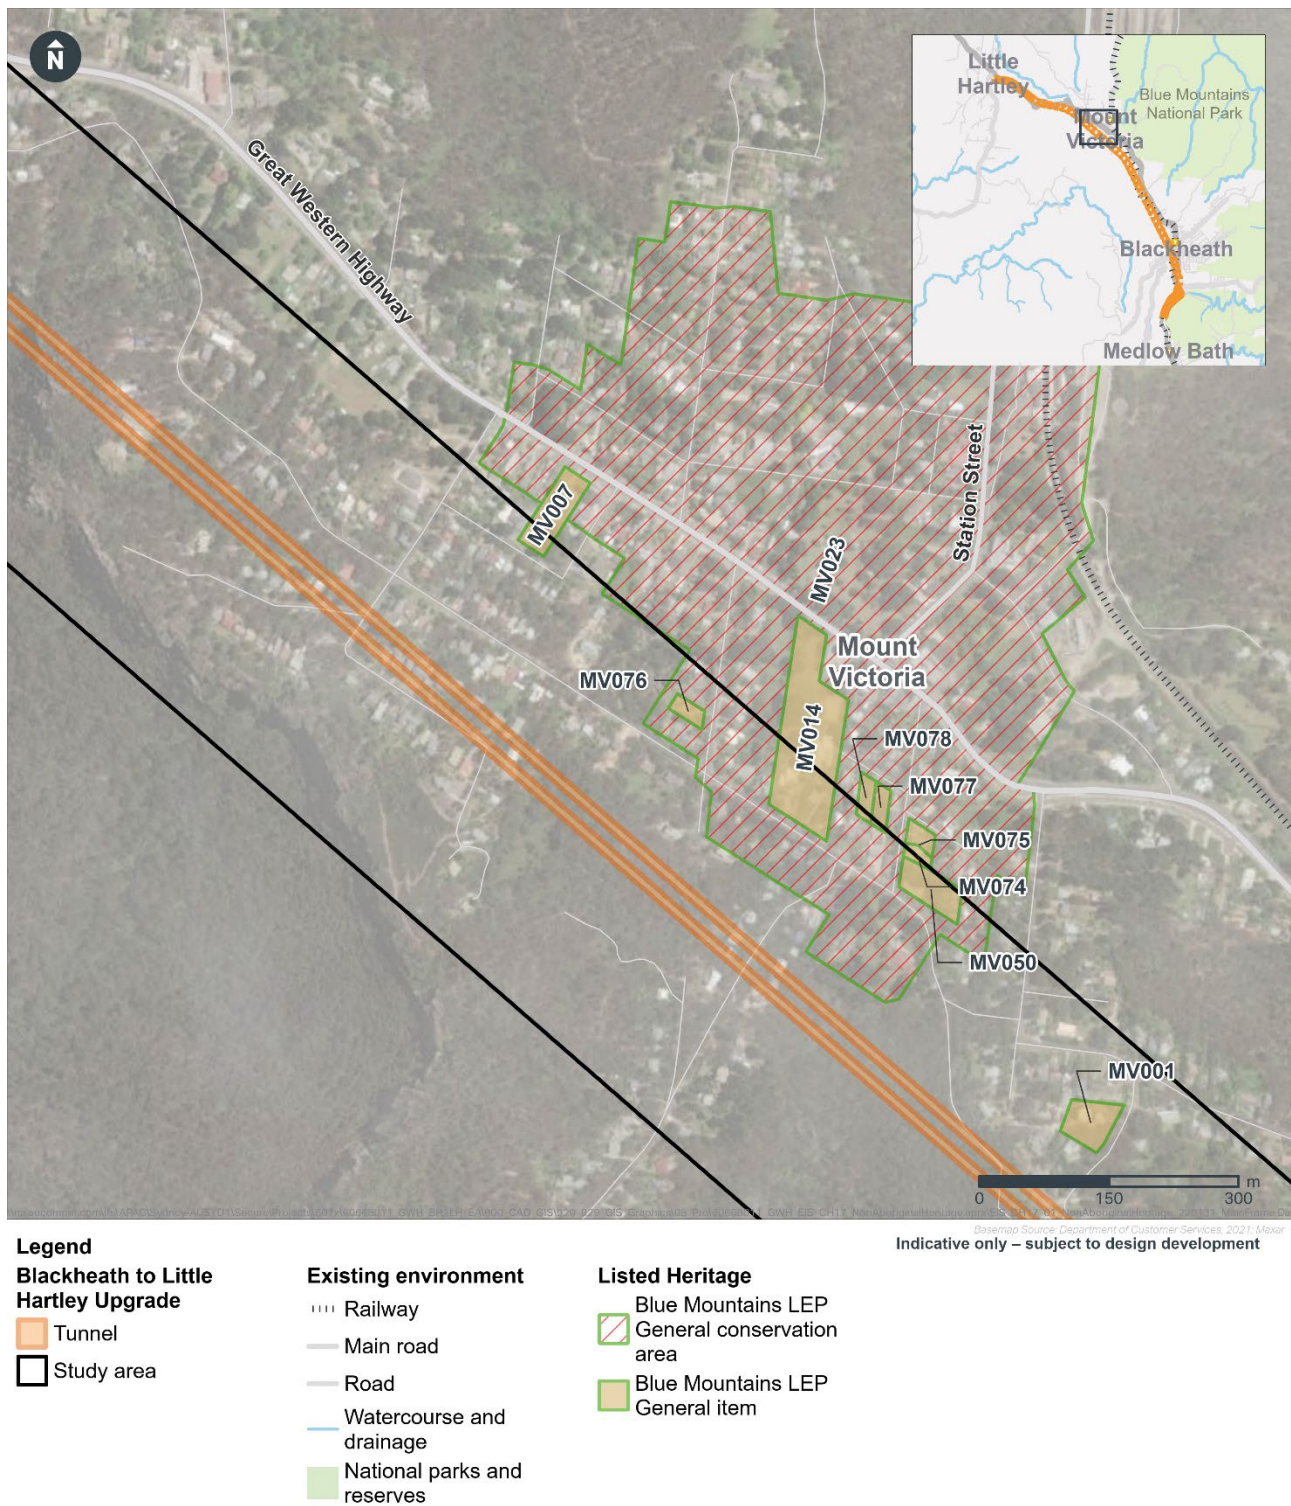 N
Little
Hartley
Blue Mountains
National Park
Mount
Victoria
Blackheath
Medlow Bath
Great Western Highway
Station Street
MV007
MV023
Mount
Victoria
MV076
MV014
MV078
MV077
MV075
MV074
MV050
MV001
m
0 150 300
Basemap Source: Department of Customer Services, 2021; Maxar
Indicative only – subject to design development
Legend
Blackheath to Little
Hartley Upgrade
Tunnel
Study area
Existing environment
Railway
Main road
Road
Watercourse and
drainage
National parks and
reserves
Listed Heritage
Blue Mountains LEP
General conservation
area
Blue Mountains LEP
General item